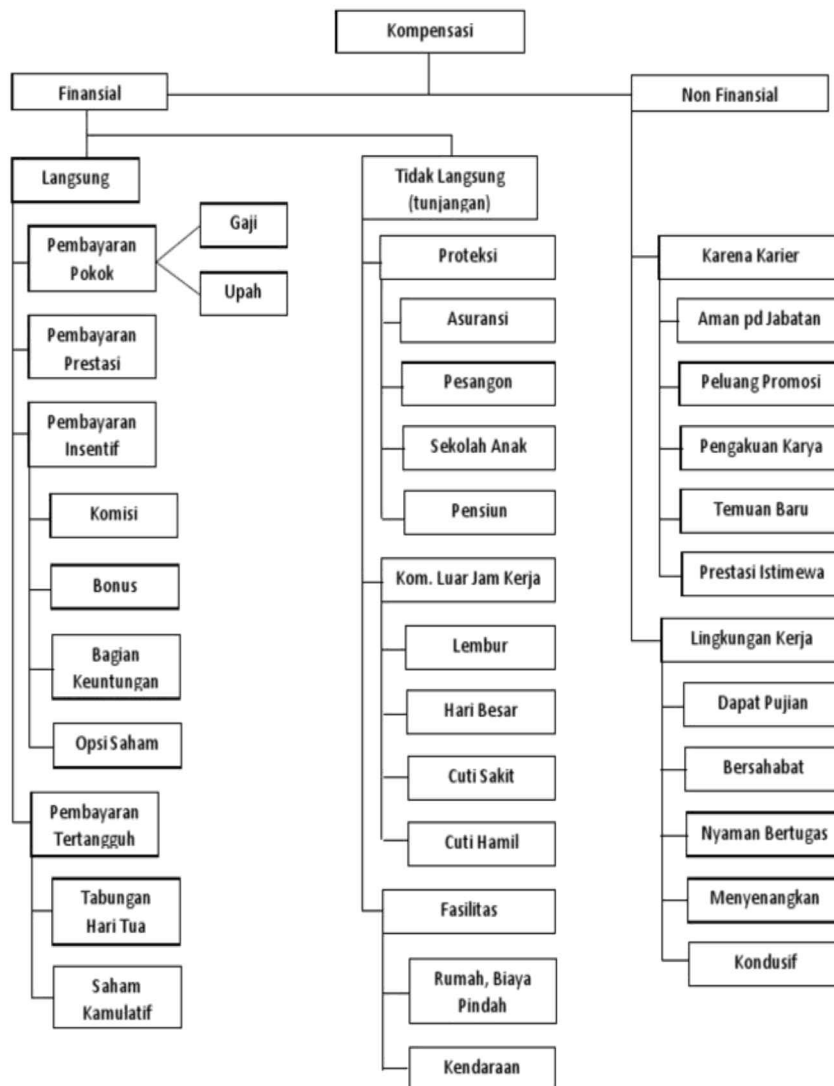 Kompensasi
Finansial
Non Finansial
Langsung
Tidak Langsung
(tunjangan)
Pembayaran
Pokok
Gaji
Upah
Pembayaran
Prestasi
Pembayaran
Insentif
Komisi
Bonus
Bagian
Keuntungan
Opsi Saham
Pembayaran
Tertangguh
Tabungan
Hari Tua
Saham
Kamulatif
Proteksi
Asuransi
Pesangon
Sekolah Anak
Pensiun
Kom. Luar Jam Kerja
Lembur
Hari Besar
Cuti Sakit
Cuti Hamil
Fasilitas
Rumah, Biaya
Pindah
Kendaraan
Karena Karier
Aman pd Jabatan
Peluang Promosi
Pengakuan Karya
Temuan Baru
Prestasi Istimewa
Lingkungan Kerja
Dapat Pujian
Bersahabat
Nyaman Bertugas
Menyenangkan
Kondusif